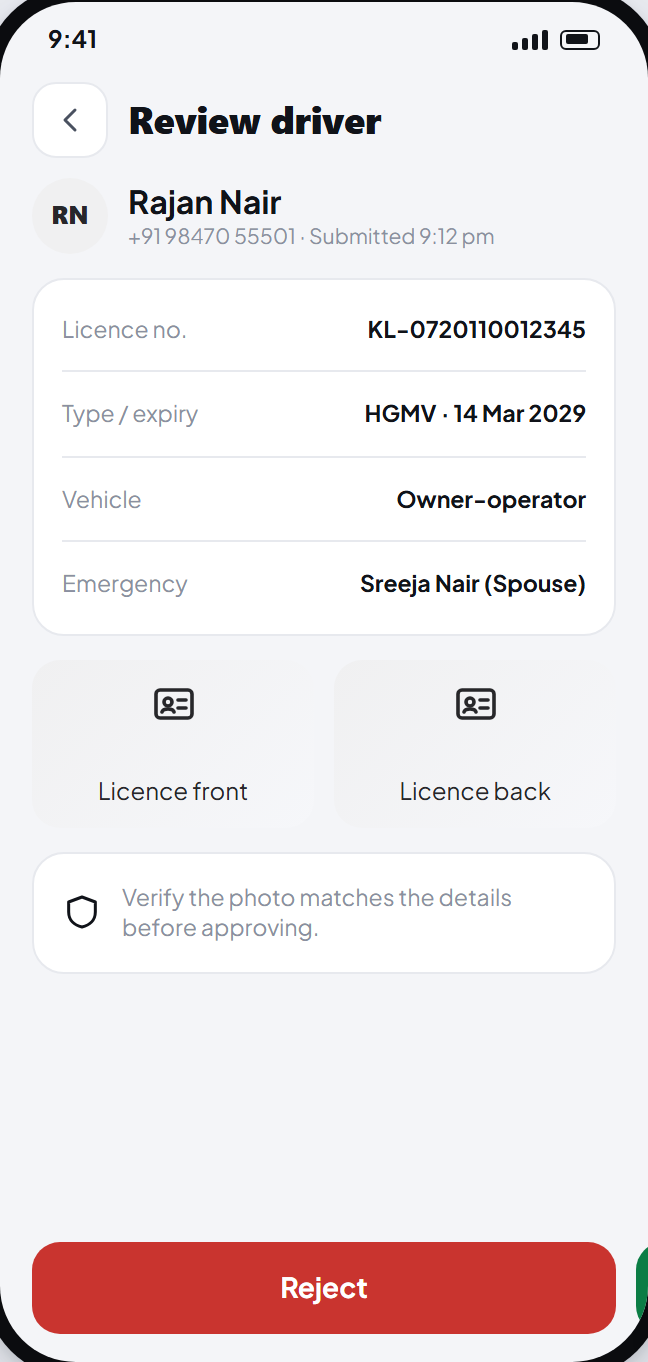 9:41
Review driver
RN
Rajan Nair
+91 98470 55501 · Submitted 9:12 pm
Licence no.
KL-0720110012345
Type / expiry
HGMV · 14 Mar 2029
Vehicle
Owner-operator
Emergency
Sreeja Nair (Spouse)
Licence front
Licence back
Verify the photo matches the details
before approving.
Reject